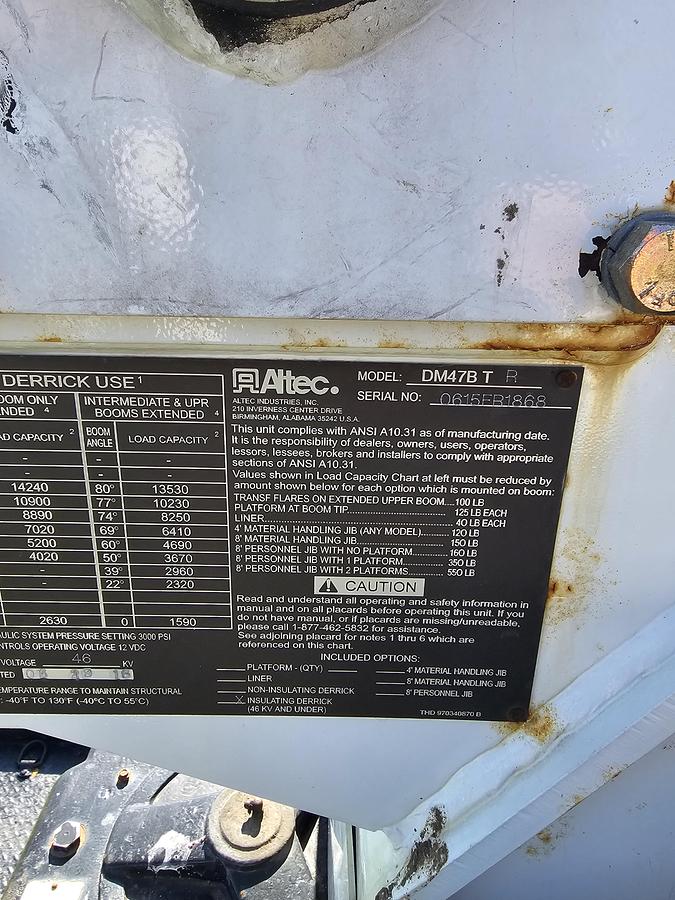 DERRICK USE 1
OOM ONLY
NDED 4
INTERMEDIATE & UPR
BOOMS EXTENDED 4
AD CAPACITY 2
BOOM ANGLE
LOAD CAPACITY 2
- - -
- - -
14240 80° 13530
10900 77° 10230
8890 74° 8250
7020 69° 6410
5200 60° 4690
4020 50° 3670
- 39° 2960
- 22° 2320
2630 0 1590
AULIC SYSTEM PRESSURE SETTING 3000 PSI
NTROLS OPERATING VOLTAGE 12 VDC
VOLTAGE 46 KV
TED
EMPERATURE RANGE TO MAINTAIN STRUCTURAL
: -40°F TO 130°F (-40°C TO 55°C)
Altec®
MODEL: DM47B T R
SERIAL NO: 0615FR1868
ALTEC INDUSTRIES, INC.
210 INVERNESS CENTER DRIVE
BIRMINGHAM, ALABAMA 35242 U.S.A.
This unit complies with ANSI A10.31 as of manufacturing date.
It is the responsibility of dealers, owners, users, operators,
lessors, lessees, brokers and installers to comply with appropriate
sections of ANSI A10.31.
Values shown in Load Capacity Chart at left must be reduced by
amount shown below for each option which is mounted on boom:
TRANSF FLARES ON EXTENDED UPPER BOOM....100 LB
PLATFORM AT BOOM TIP....125 LB EACH
LINER....40 LB EACH
4' MATERIAL HANDLING JIB (ANY MODEL)....120 LB
8' MATERIAL HANDLING JIB....150 LB
8' PERSONNEL JIB WITH NO PLATFORM....160 LB
8' PERSONNEL JIB WITH 1 PLATFORM....350 LB
8' PERSONNEL JIB WITH 2 PLATFORMS....550 LB
CAUTION
Read and understand all operating and safety information in
manual and on all placards before operating this unit. If you
do not have manual, or if placards are missing/unreadable,
please call 1-877-462-5832 for assistance.
See adjoining placard for notes 1 thru 6 which are
referenced on this chart.
INCLUDED OPTIONS:
PLATFORM - (QTY)
LINER
NON-INSULATING DERRICK
X INSULATING DERRICK
(46 KV AND UNDER)
4' MATERIAL HANDLING JIB
8' MATERIAL HANDLING JIB
8' PERSONNEL JIB
THD 970340870 B